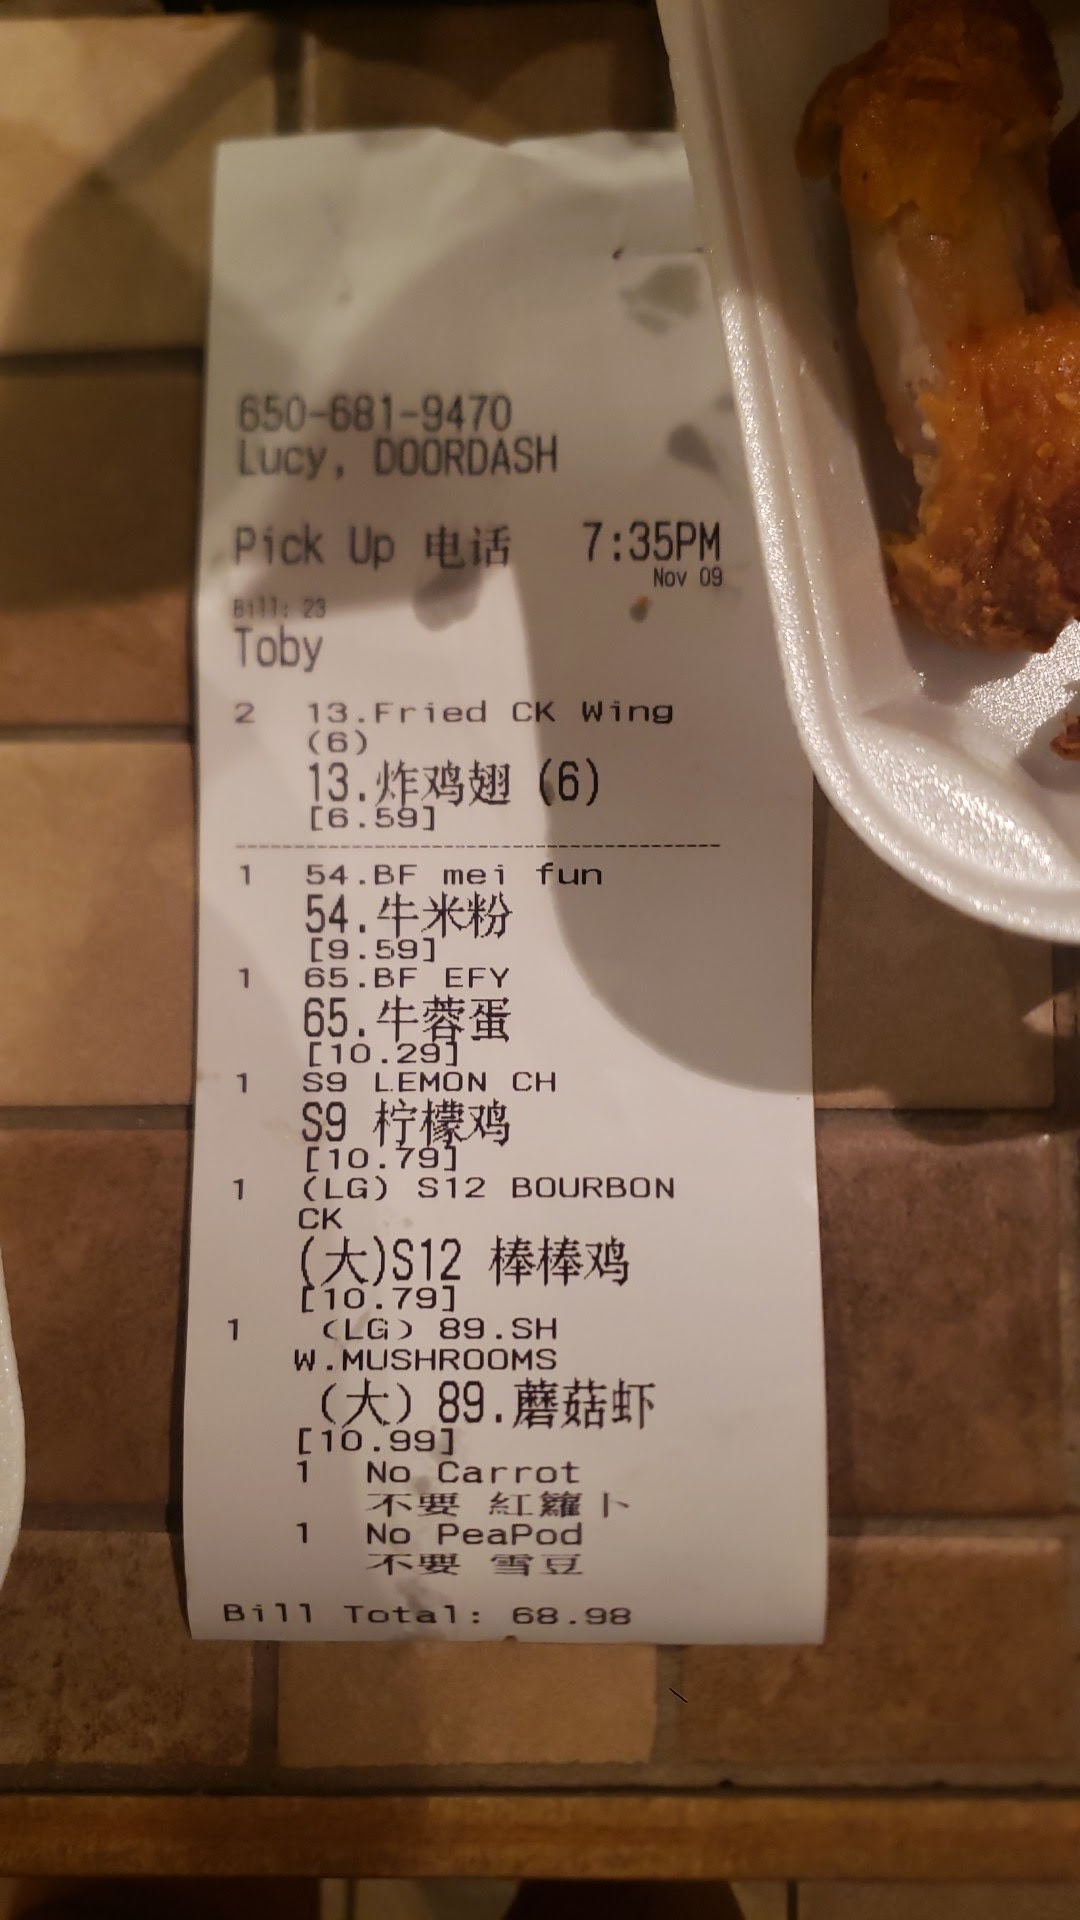 650-681-9470
Lucy, DOORDASH
Pick Up 电话 7:35PM
Nov 09
Bill: 23
Toby
2 13.Fried CK Wing
(6)
13.炸鸡翅 (6)
[6.59]
1 54.BF mei fun
54.牛米粉
[9.59]
1 65.BF EFY
65.牛蓉蛋
[10.29]
1 S9 LEMON CH
S9 柠檬鸡
[10.79]
1 (LG) S12 BOURBON
CK
(大)S12 棒棒鸡
[10.79]
1 (LG) 89.SH
W.MUSHROOMS
(大) 89.蘑菇虾
[10.99]
1 No Carrot
不要 紅籮卜
1 No PeaPod
不要 雪豆
Bill Total: 68.98